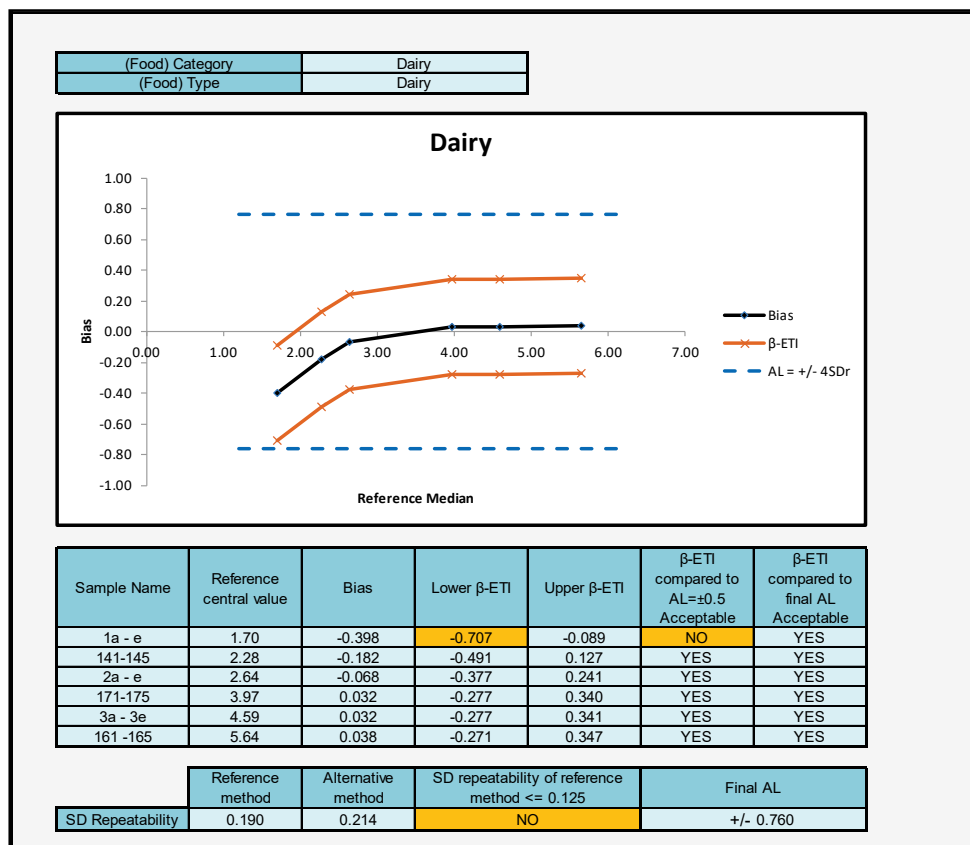 (Food) Category Dairy
(Food) Type Dairy
Dairy
1.00
0.80
0.60
0.40
0.20
0.00
-0.20
-0.40
-0.60
-0.80
-1.00
Bias
0.00 1.00 2.00 3.00 4.00 5.00 6.00 7.00
Reference Median
Bias
β-ETI
AL = +/- 4SDr
Sample Name Reference central value Bias Lower β-ETI Upper β-ETI β-ETI compared to AL=±0.5 Acceptable β-ETI compared to final AL Acceptable
1a - e 1.70 -0.398 -0.707 -0.089 NO YES
141-145 2.28 -0.182 -0.491 0.127 YES YES
2a - e 2.64 -0.068 -0.377 0.241 YES YES
171-175 3.97 0.032 -0.277 0.340 YES YES
3a - 3e 4.59 0.032 -0.277 0.341 YES YES
161 -165 5.64 0.038 -0.271 0.347 YES YES
Reference method Alternative method SD repeatability of reference method <= 0.125 Final AL
SD Repeatability 0.190 0.214 NO +/- 0.760